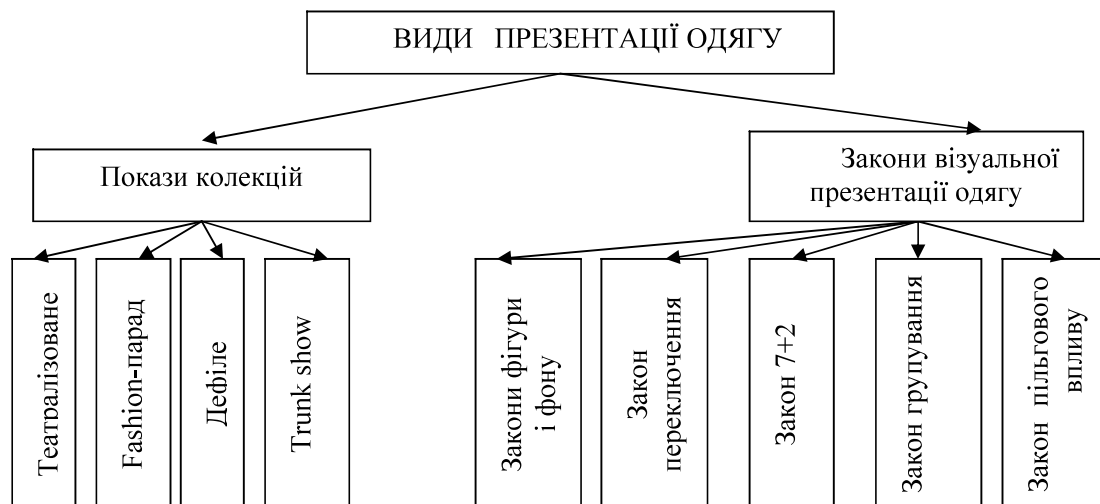 ВИДИ ПРЕЗЕНТАЦІЇ ОДЯГУ
Покази колекцій
Закони візуальної
презентації одягу
Театралізоване
Fashion-парад
Дефіле
Trunk show
Закони фігури
і фону
Закон
переключення
Закон 7+2
Закон групування
Закон пільгового
впливу